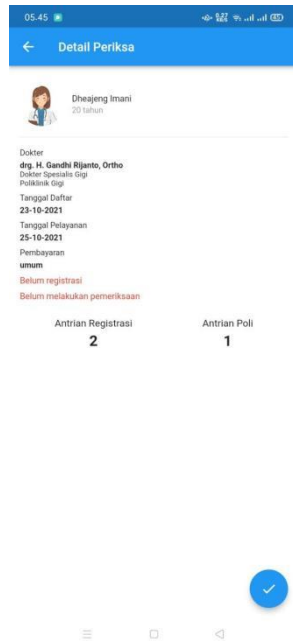 05.45
Detail Periksa
Dheajeng Imani
20 tahun
Dokter
drg. H. Gandhi Rijanto, Ortho
Dokter Spesialis Gigi
Poliklinik Gigi
Tanggal Daftar
23-10-2021
Tanggal Pelayanan
25-10-2021
Pembayaran
umum
Belum registrasi
Belum melakukan pemeriksaan
Antrian Registrasi Antrian Poli
2 1